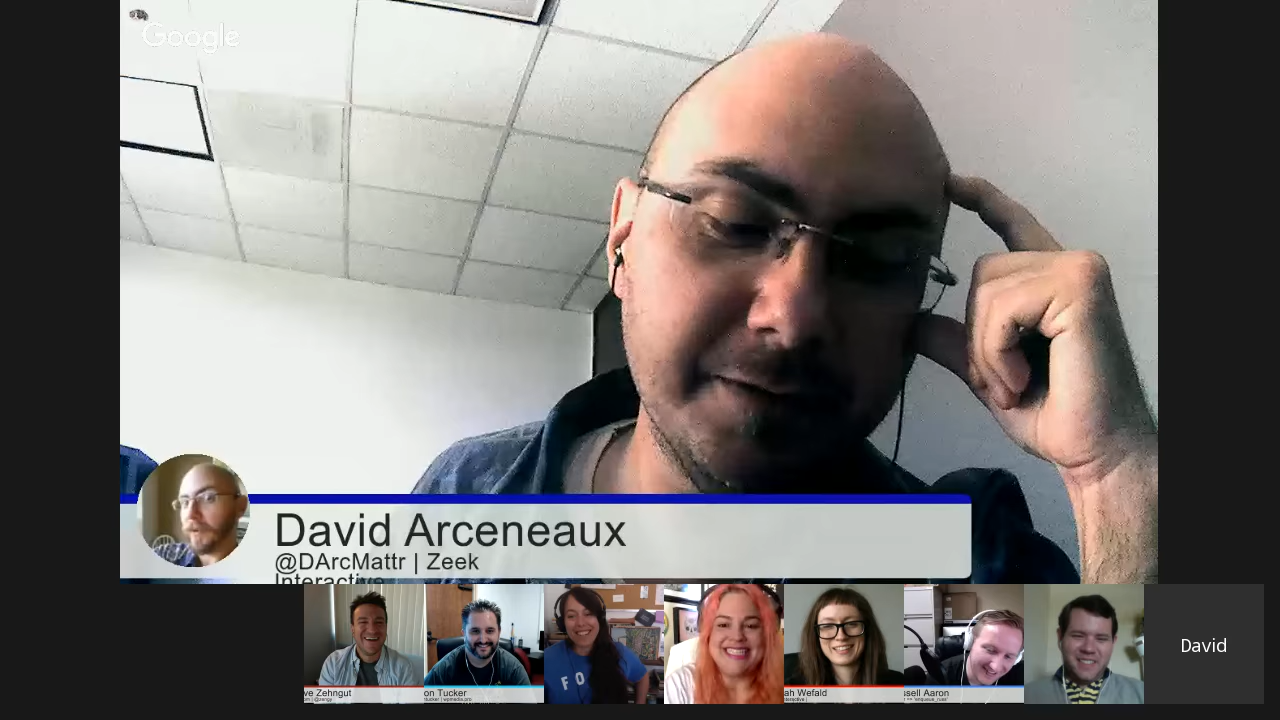 Google
David Arceneaux
@DArcMattr | Zeek
Interactive
ve Zehngut
on Tucker
ah Wefald
ssell Aaron
David